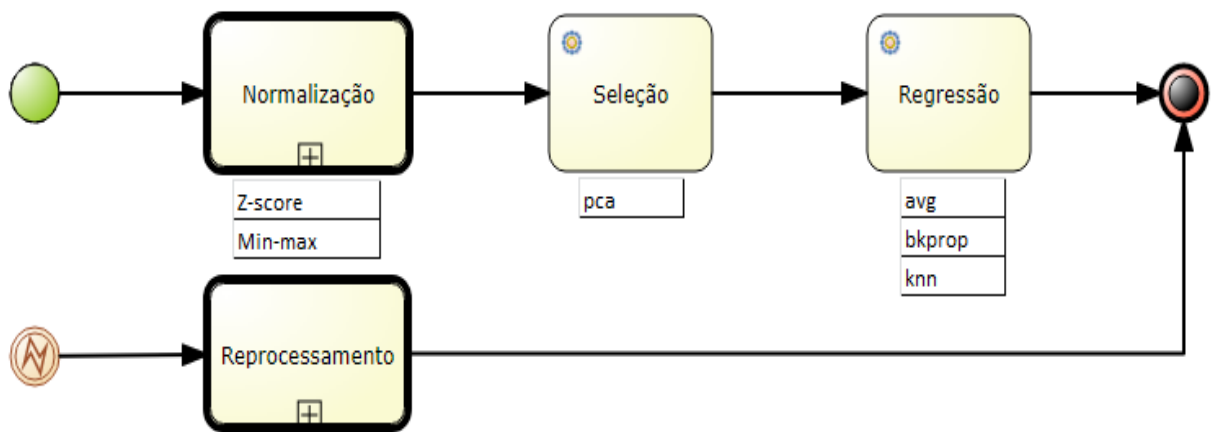 Normalização
Seleção
Regressão
Z-score
Min-max
pca
avg
bkprop
knn
Reprocessamento